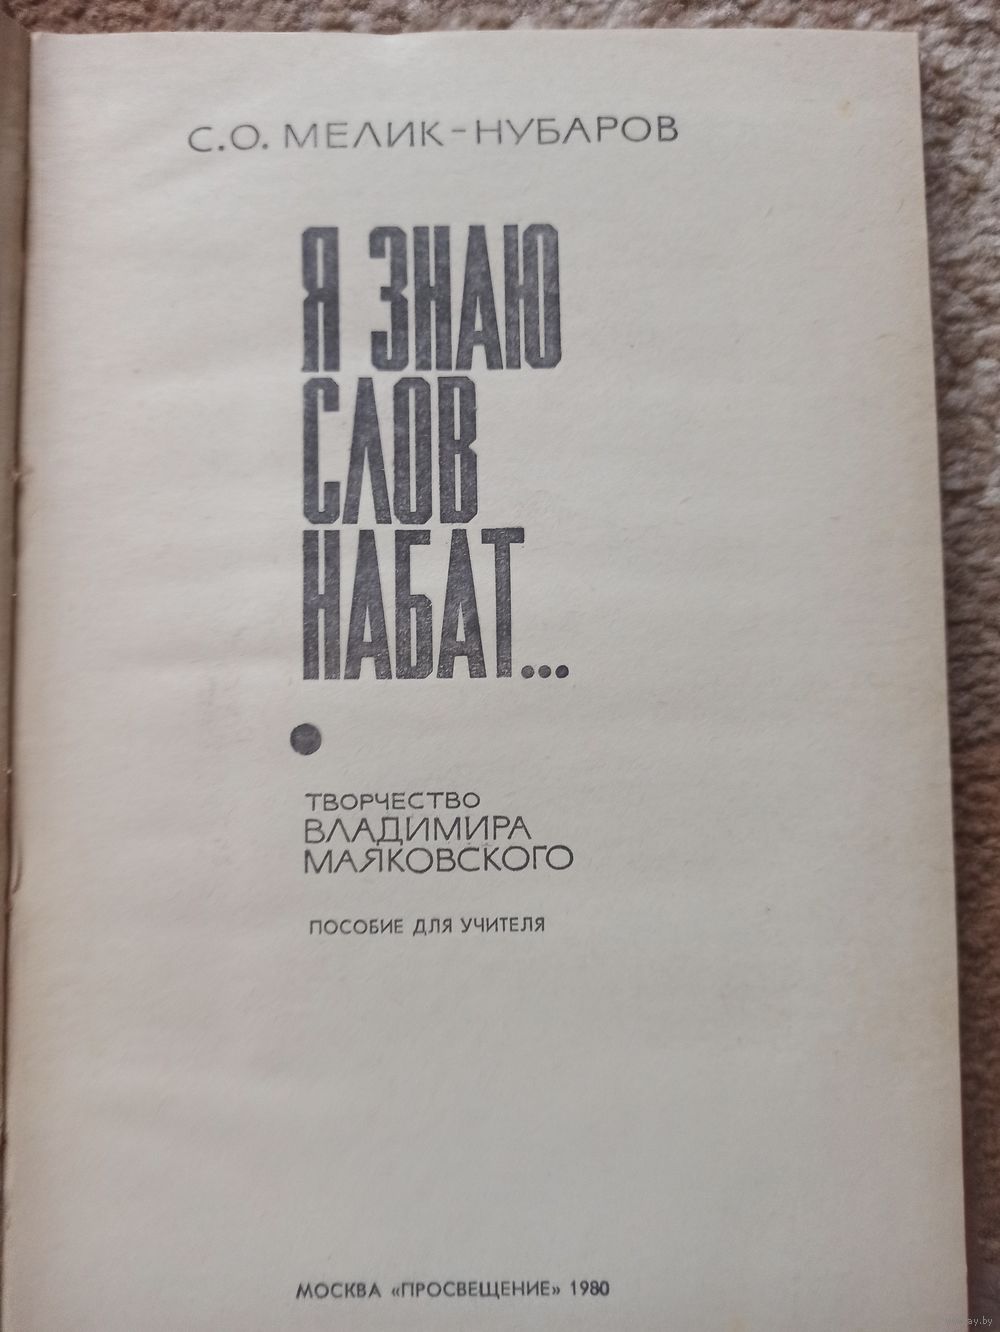 С.О. МЕЛИК-НУБАРОВ
Я ЗНАЮ
СЛОВ
НАБАТ...
ТВОРЧЕСТВО
ВЛАДИМИРА
МАЯКОВСКОГО
ПОСОБИЕ ДЛЯ УЧИТЕЛЯ
МОСКВА «ПРОСВЕЩЕНИЕ» 1980